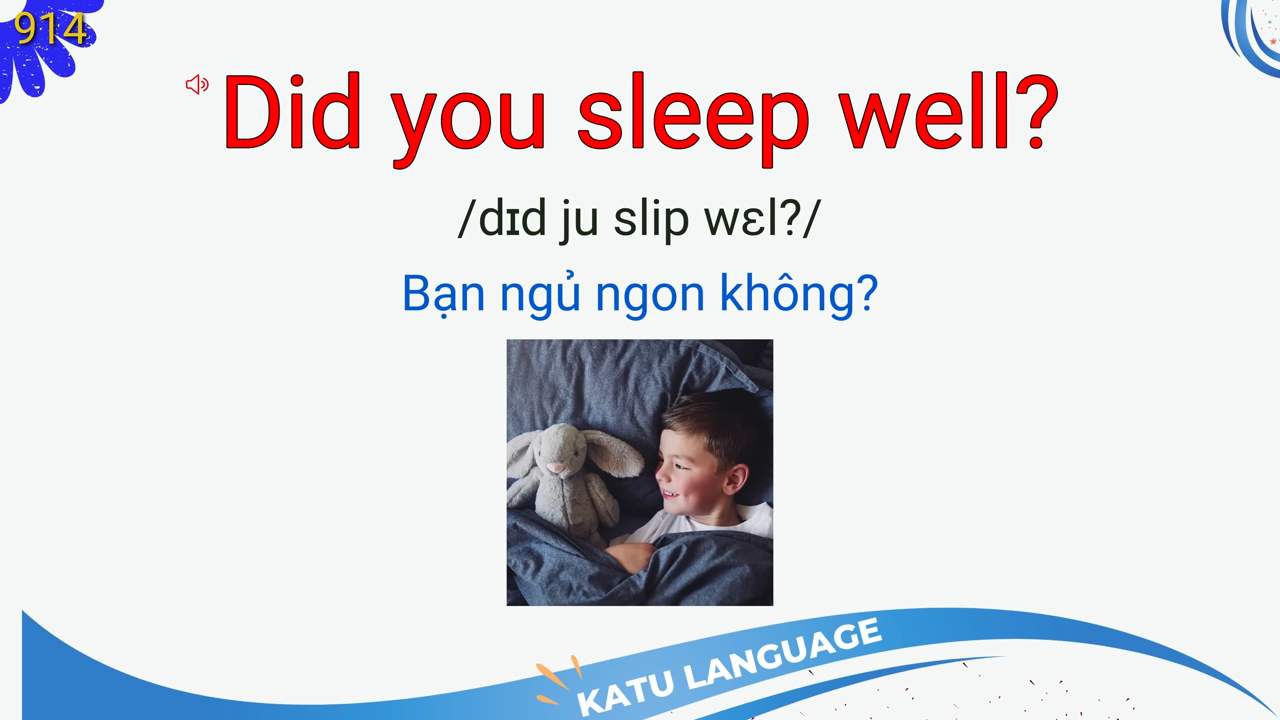 914
Did you sleep well?
/dɪd ju slip wɛl?/
Bạn ngủ ngon không?
KATU LANGUAGE